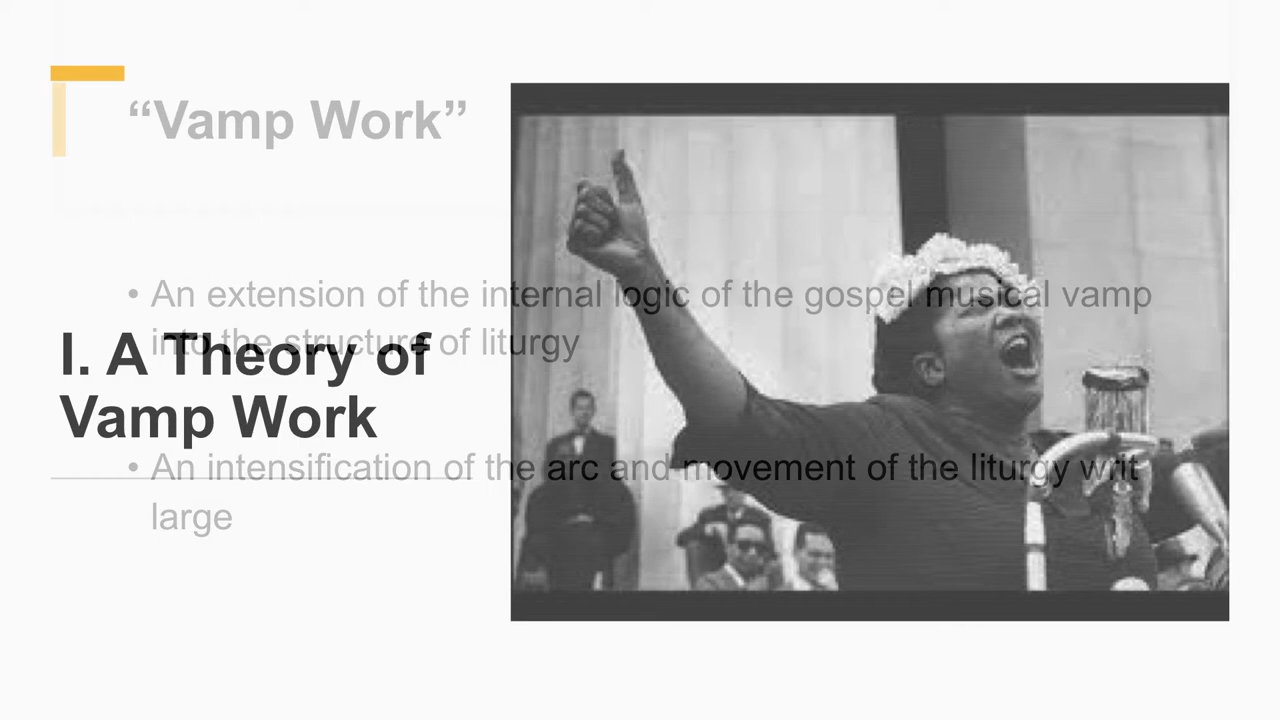 “Vamp Work”
• An extension of the internal logic of the gospel musical vamp
into the structure of liturgy
I. A Theory of
Vamp Work
• An intensification of the arc and movement of the liturgy writ
large